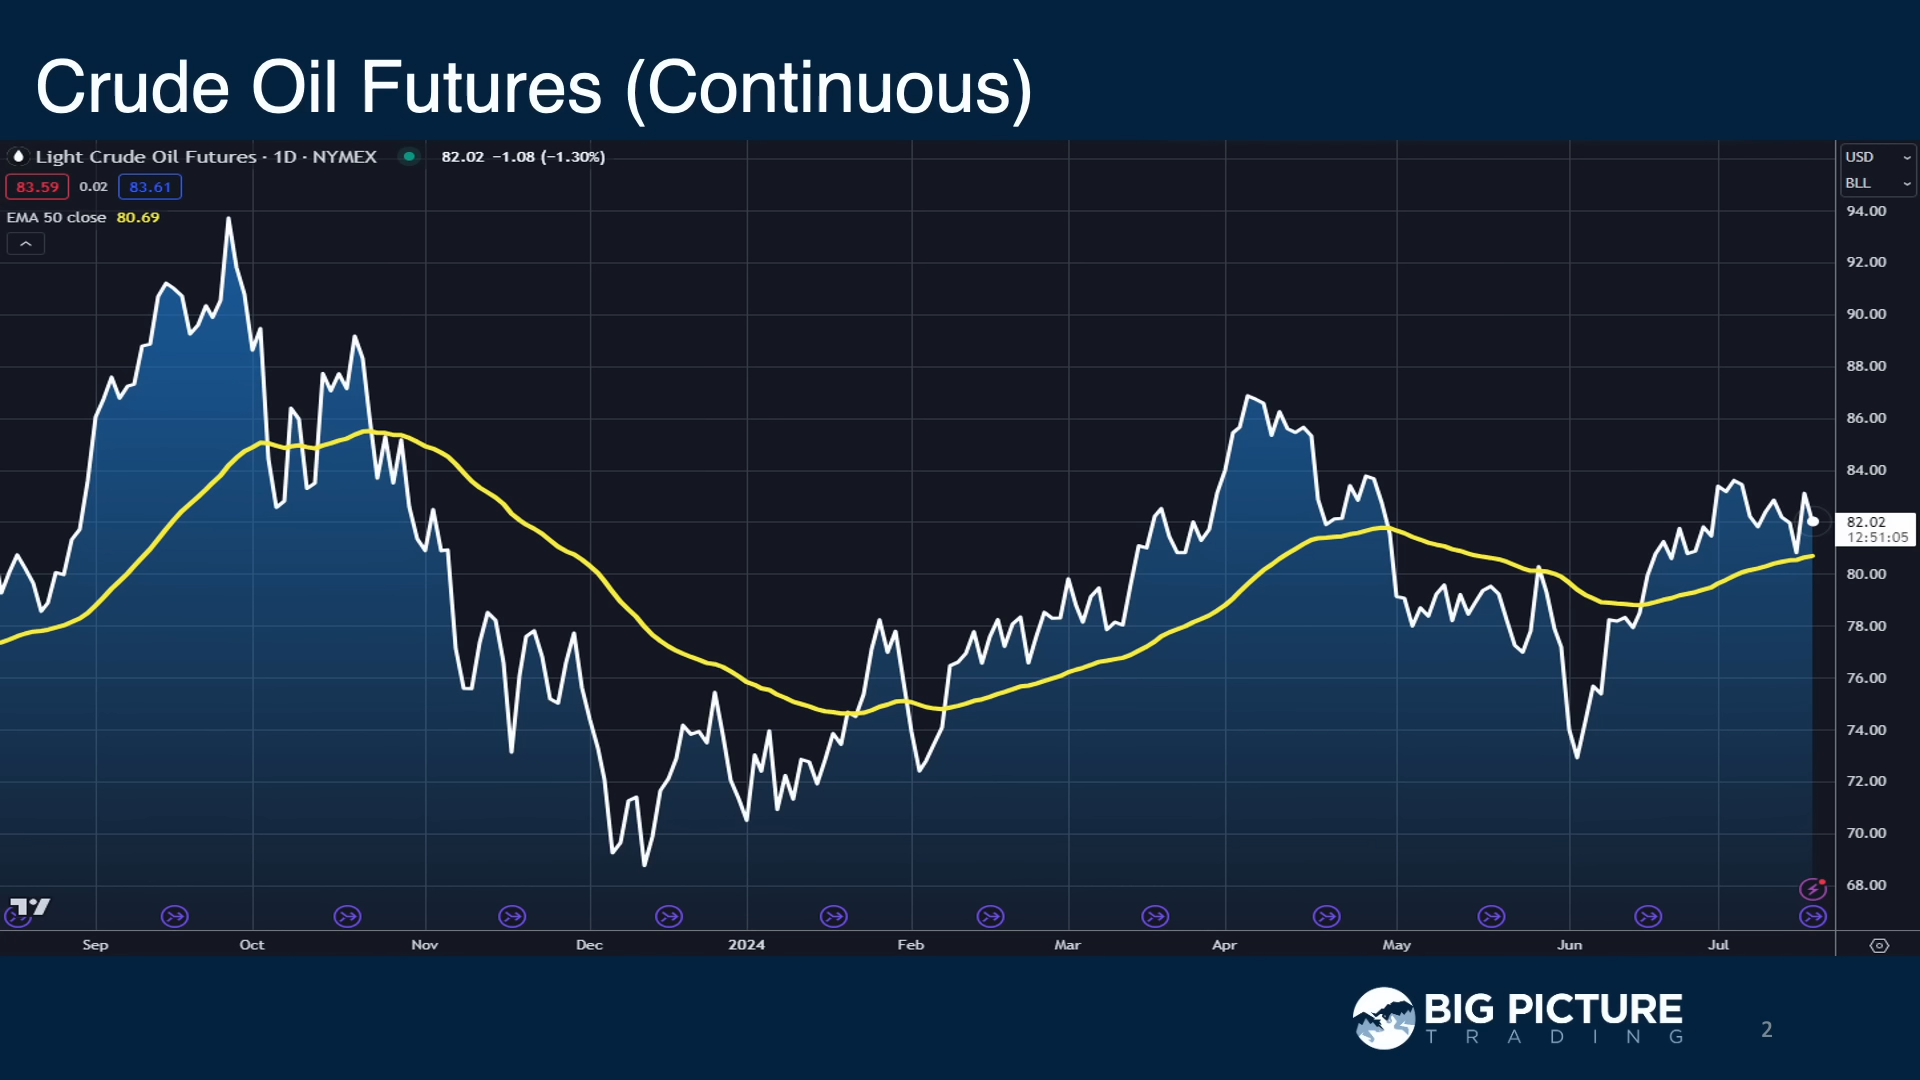 Crude Oil Futures (Continuous)
Light Crude Oil Futures · 1D · NYMEX 82.02 −1.08 (−1.30%)
83.59 0.02 83.61
EMA 50 close 80.69
USD
BLL
94.00
92.00
90.00
88.00
86.00
84.00
82.02
12:51:05
80.00
78.00
76.00
74.00
72.00
70.00
68.00
Sep Oct Nov Dec 2024 Feb Mar Apr May Jun Jul
BIG PICTURE
TRADING
2